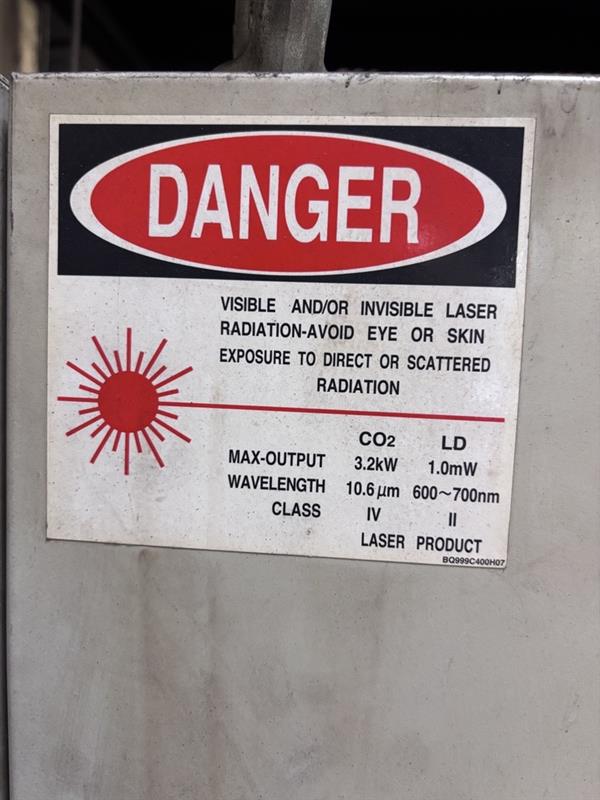 DANGER
VISIBLE AND/OR INVISIBLE LASER
RADIATION-AVOID EYE OR SKIN
EXPOSURE TO DIRECT OR SCATTERED
RADIATION
CO2 LD
MAX-OUTPUT 3.2kW 1.0mW
WAVELENGTH 10.6μm 600~700nm
CLASS IV II
LASER PRODUCT
BQ999C400H07